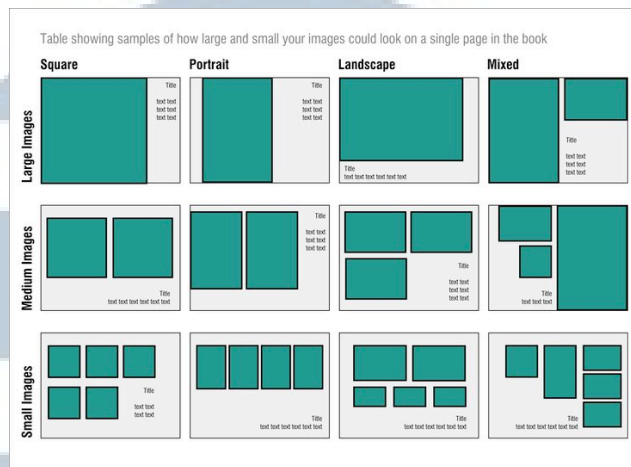 Table showing samples of how large and small your images could look on a single page in the book
Square
Portrait
Landscape
Mixed
Large Images
Title
text text
text text
text text
Title
text text
text text
text text
Title
text text text text text text
Title
text text
text text
text text
Medium Images
Title
text text text text text text
Title
text text
text text
text text
Title
text text
text text
text text
Title
text text text
Small Images
Title
text text
text text
Title
text text text text text text
Title
text text text text text text
Title
text text text text text text